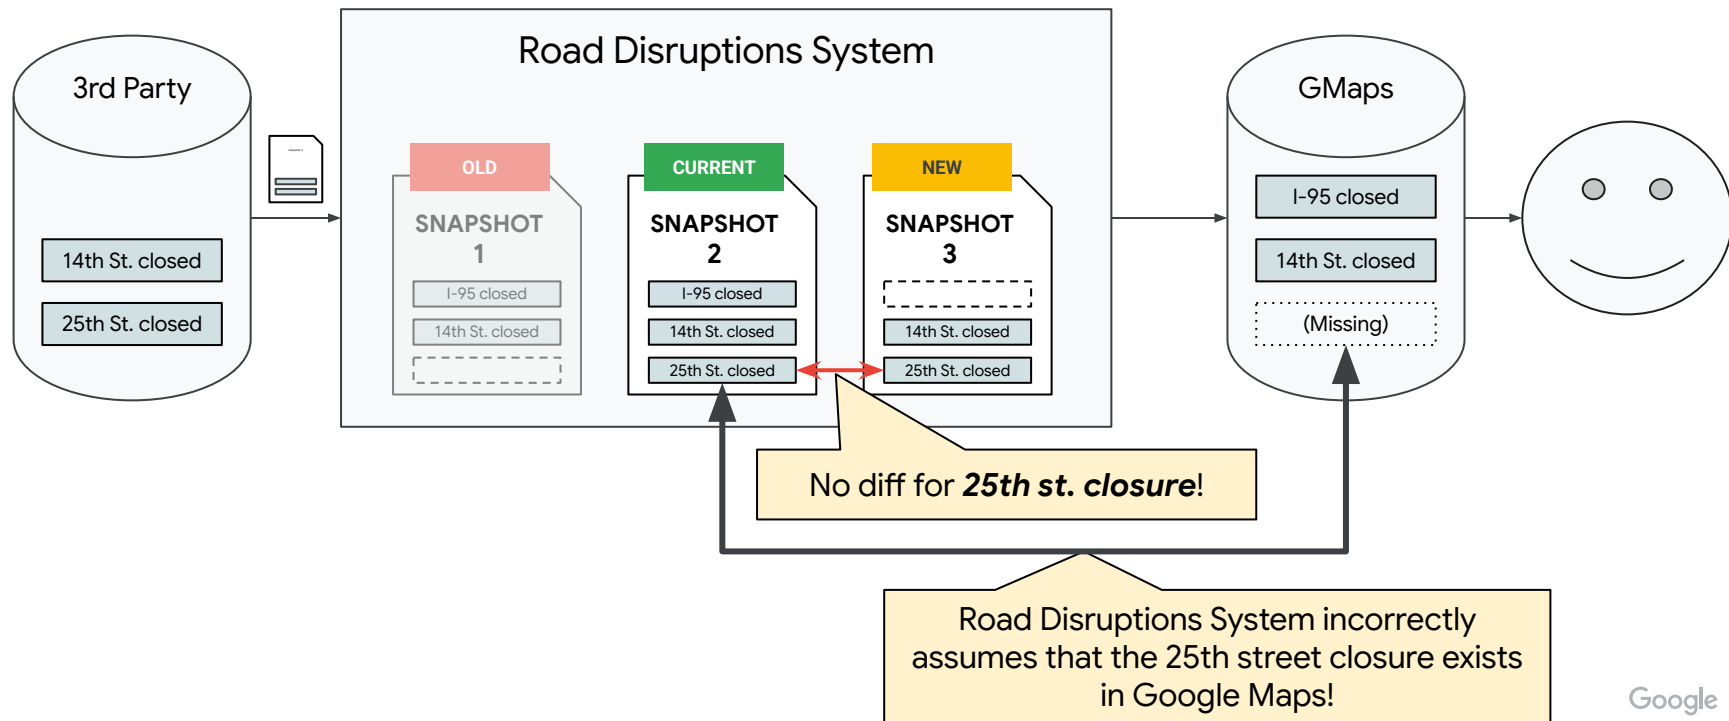 Road Disruptions System
3rd Party
14th St. closed
25th St. closed
OLD
SNAPSHOT
1
I-95 closed
14th St. closed
CURRENT
SNAPSHOT
2
I-95 closed
14th St. closed
25th St. closed
NEW
SNAPSHOT
3
14th St. closed
25th St. closed
GMaps
I-95 closed
14th St. closed
(Missing)
No diff for 25th st. closure!
Road Disruptions System incorrectly
assumes that the 25th street closure exists
in Google Maps!
Google